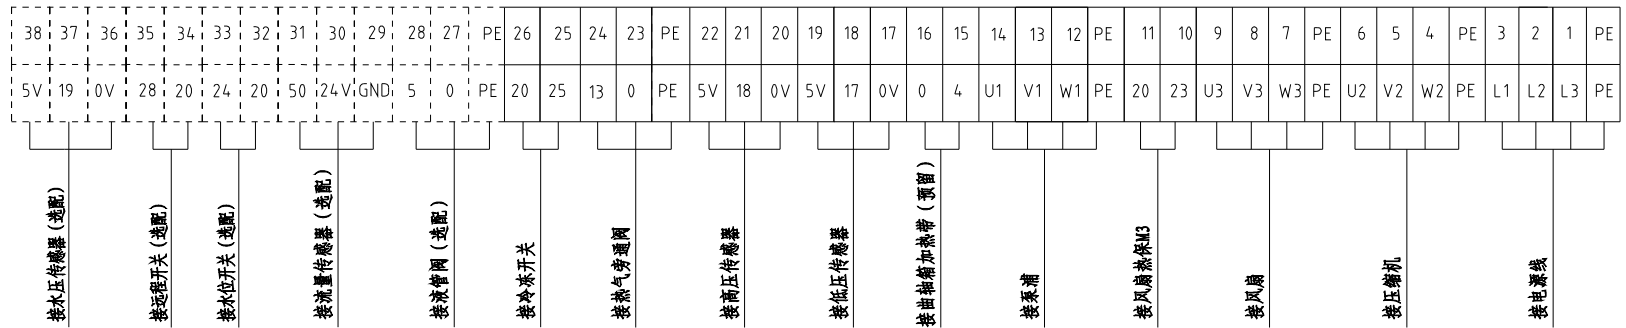 38 37 36 35 34 33 32 31 30 29 28 27 PE 26 25 24 23 PE 22 21 20 19 18 17 16 15 14 13 12 PE 11 10 9 8 7 PE 6 5 4 PE 3 2 1 PE
5V 19 0V 28 20 24 20 50 24V GND 5 0 PE 20 25 13 0 PE 5V 18 0V 5V 17 0V 0 4 U1 V1 W1 PE 20 23 U3 V3 W3 PE U2 V2 W2 PE L1 L2 L3 PE
接水压传感器(选配)
接远程开关(选配)
接水位开关(选配)
接流量传感器(选配)
接液管阀(选配)
接冷冻开关
接热气旁通阀
接高压传感器
接低压传感器
接曲轴箱加热带(预留)
接泵浦
接风扇热保M3
接风扇
接压缩机
接电源线